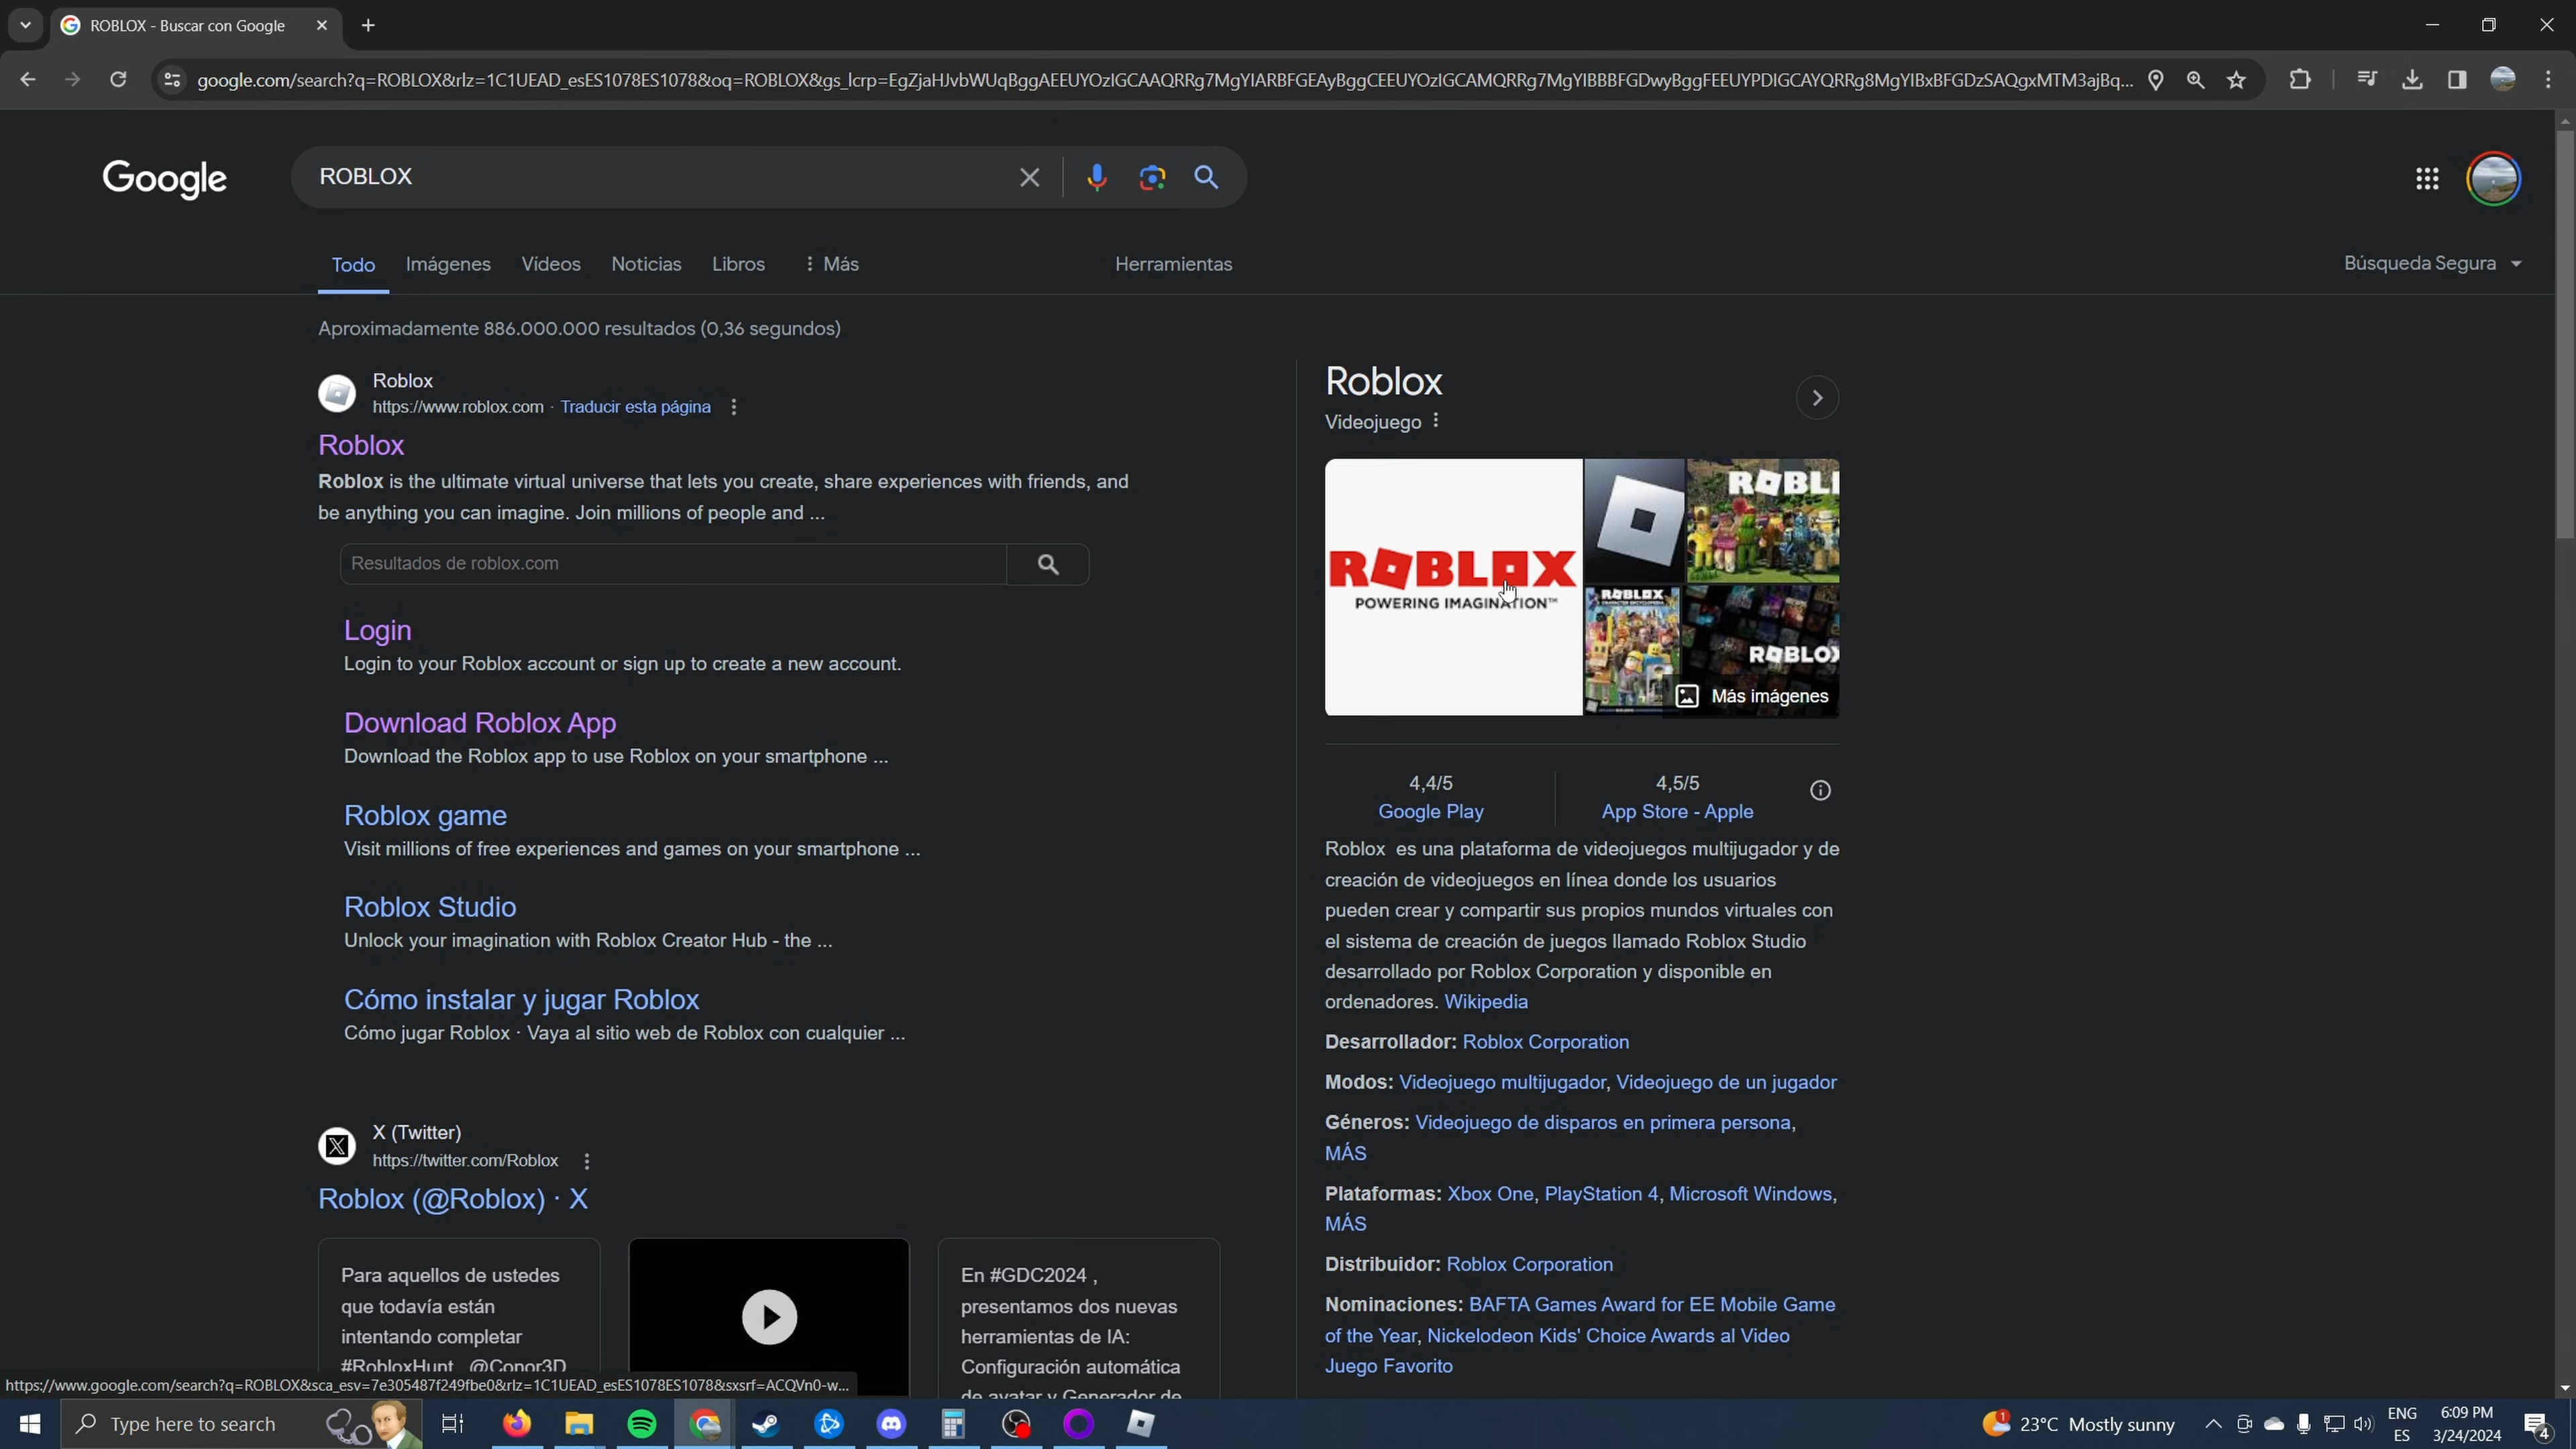 ROBLOX - Buscar con Google
google.com/search?q=ROBLOX&rlz=1C1UEAD_esES1078ES1078&oq=ROBLOX&gs_lcrp=EgZjaHJvbWUqBggAEEUYOzIGCAAQRRg7MgYIARBFGEAyBggCEEUYOzIGCAMQRRg7MgYIBBBFGDwyBggFEEUYPDIGCAYQRRg8MgYIBxBFGDzSAQgxMTM3ajBq...
Google
ROBLOX
Todo Imágenes Vídeos Noticias Libros Más Herramientas Búsqueda Segura
Aproximadamente 886.000.000 resultados (0,36 segundos)
Roblox
https://www.roblox.com · Traducir esta página
Roblox
Roblox is the ultimate virtual universe that lets you create, share experiences with friends, and
be anything you can imagine. Join millions of people and ...
Resultados de roblox.com
Login
Login to your Roblox account or sign up to create a new account.
Download Roblox App
Download the Roblox app to use Roblox on your smartphone ...
Roblox game
Visit millions of free experiences and games on your smartphone ...
Roblox Studio
Unlock your imagination with Roblox Creator Hub - the ...
Cómo instalar y jugar Roblox
Cómo jugar Roblox · Vaya al sitio web de Roblox con cualquier ...
X (Twitter)
https://twitter.com/Roblox
Roblox (@Roblox) · X
Para aquellos de ustedes
que todavía están
intentando completar
#RobloxHunt, @Conor3D
En #GDC2024 ,
presentamos dos nuevas
herramientas de IA:
Configuración automática
de avatar y Generador de
Roblox
Videojuego
ROBLOX
POWERING IMAGINATION™
ROBL
ROBLOX
ROBLOX
Más imágenes
4,4/5
Google Play
4,5/5
App Store - Apple
Roblox es una plataforma de videojuegos multijugador y de
creación de videojuegos en línea donde los usuarios
pueden crear y compartir sus propios mundos virtuales con
el sistema de creación de juegos llamado Roblox Studio
desarrollado por Roblox Corporation y disponible en
ordenadores. Wikipedia
Desarrollador: Roblox Corporation
Modos: Videojuego multijugador, Videojuego de un jugador
Géneros: Videojuego de disparos en primera persona,
MÁS
Plataformas: Xbox One, PlayStation 4, Microsoft Windows,
MÁS
Distribuidor: Roblox Corporation
Nominaciones: BAFTA Games Award for EE Mobile Game
of the Year, Nickelodeon Kids' Choice Awards al Video
Juego Favorito
https://www.google.com/search?q=ROBLOX&sca_esv=7e305487f249fbe0&rlz=1C1UEAD_esES1078ES1078&sxsrf=ACQVn0-w...
Type here to search
1
23°C Mostly sunny
ENG
ES
6:09 PM
3/24/2024
4